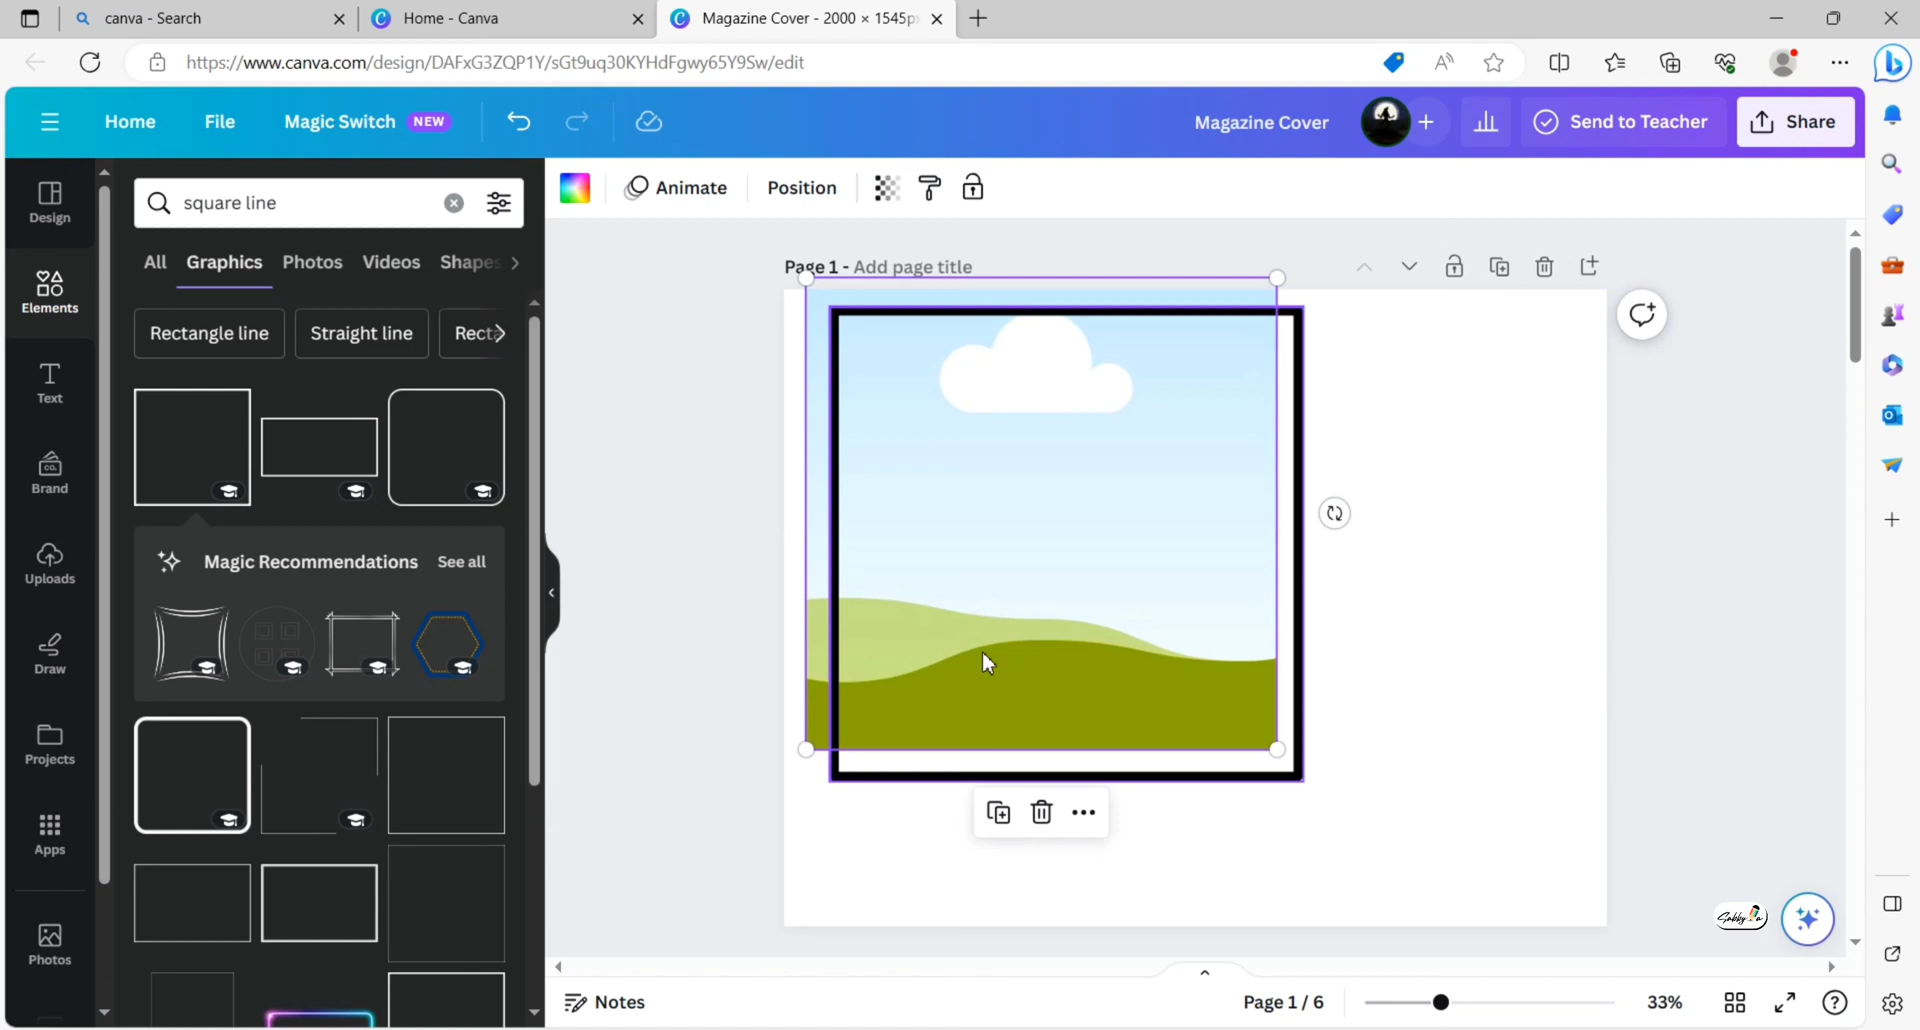 canva - Search
Home - Canva
Magazine Cover - 2000 × 1545p
https://www.canva.com/design/DAFxG3ZQP1Y/sGt9uq30KYHdFgwy65Y9Sw/edit
Home File Magic Switch NEW
Magazine Cover
Send to Teacher
Share
square line
Animate
Position
Design
All Graphics Photos Videos Shapes
Page 1 - Add page title
Elements
Rectangle line Straight line Recta
Text
Brand
CO.
Magic Recommendations See all
Uploads
Draw
Projects
Apps
Photos
Sabby
Notes
Page 1 / 6
33%